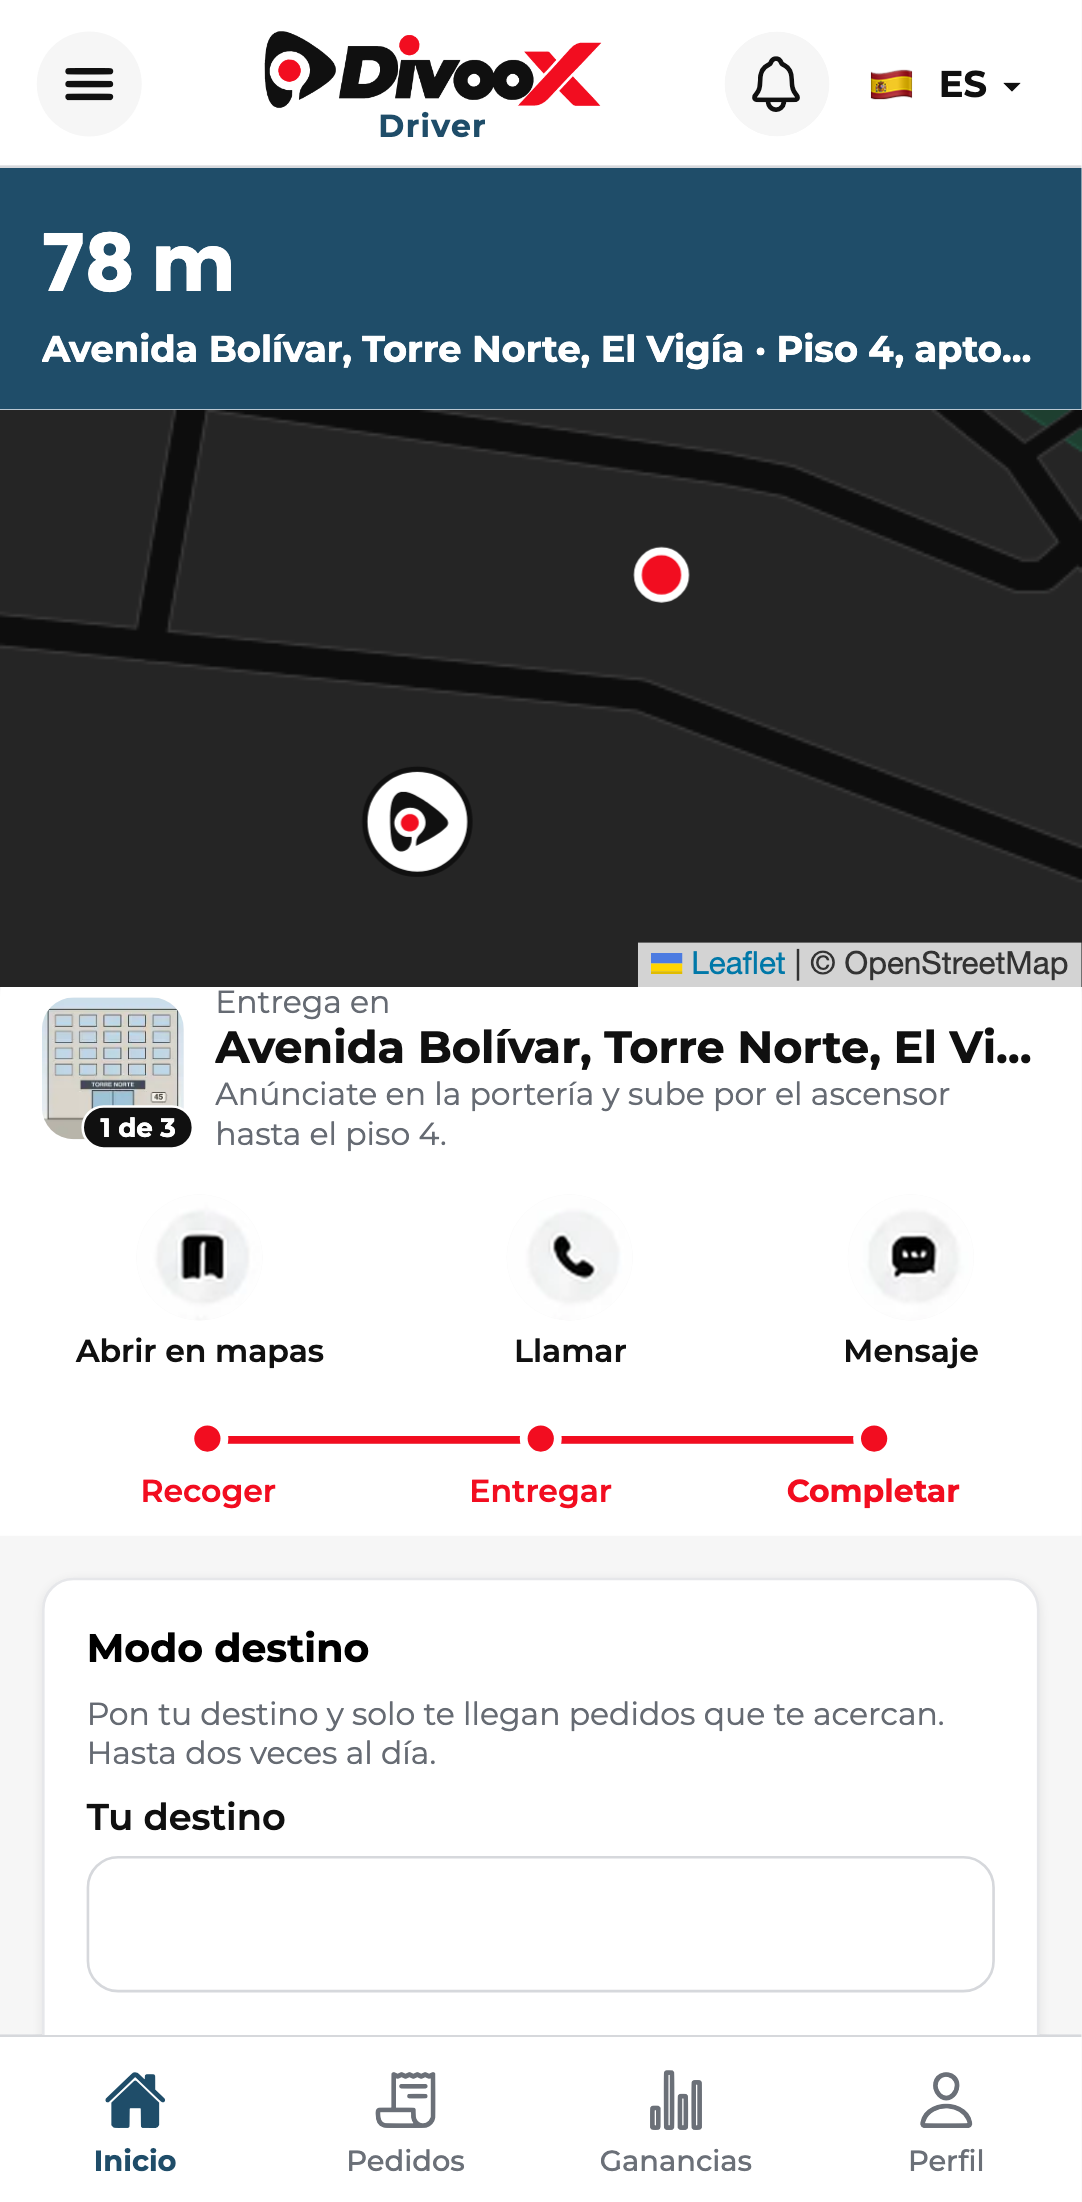 DivooX
Driver
ES
78 m
Avenida Bolívar, Torre Norte, El Vigía · Piso 4, apto...
Leaflet | © OpenStreetMap
TORRE NORTE
45
1 de 3
Entrega en
Avenida Bolívar, Torre Norte, El Vi...
Anúnciate en la portería y sube por el ascensor
hasta el piso 4.
Abrir en mapas
Llamar
Mensaje
Recoger
Entregar
Completar
Modo destino
Pon tu destino y solo te llegan pedidos que te acercan.
Hasta dos veces al día.
Tu destino
Inicio
Pedidos
Ganancias
Perfil